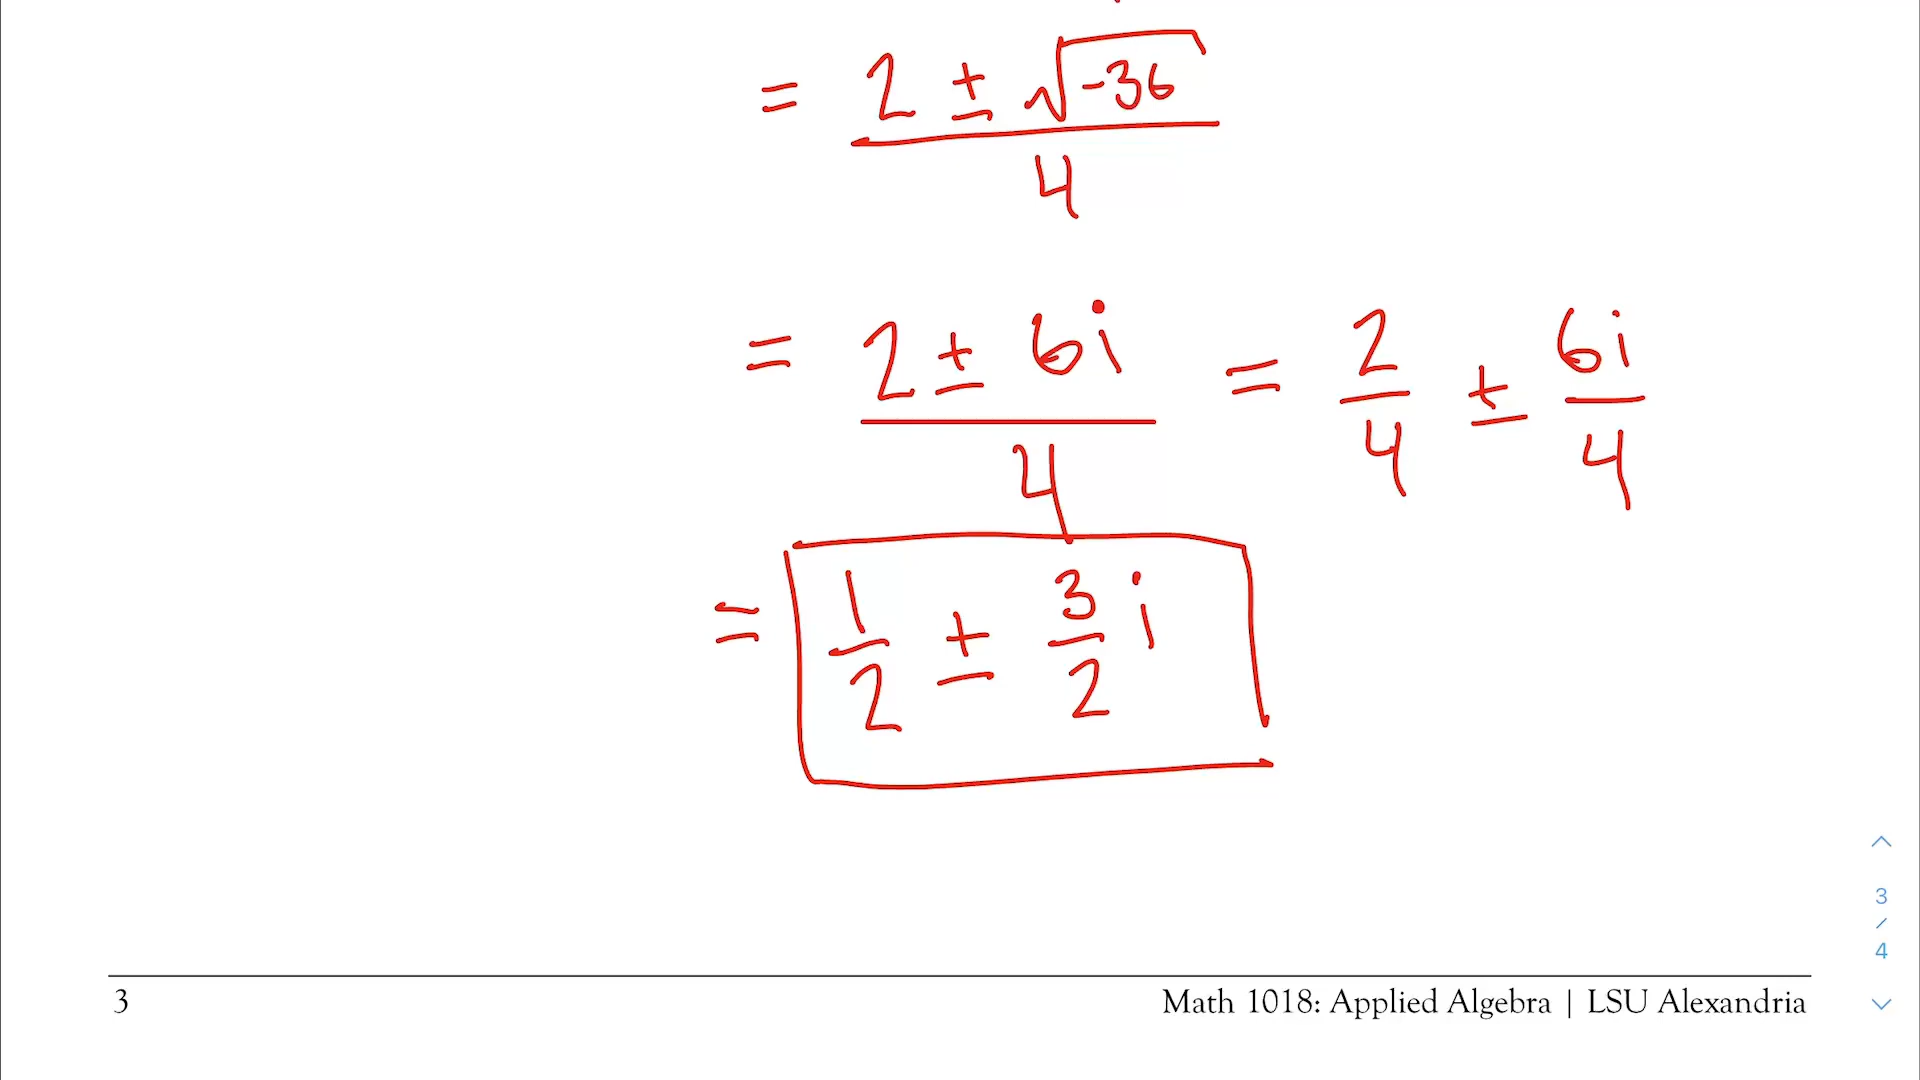 = (2 ± √-36) / 4
= (2 ± 6i) / 4 = 2/4 ± 6i/4
= 1/2 ± 3/2 i
3
/
4
3 Math 1018: Applied Algebra | LSU Alexandria